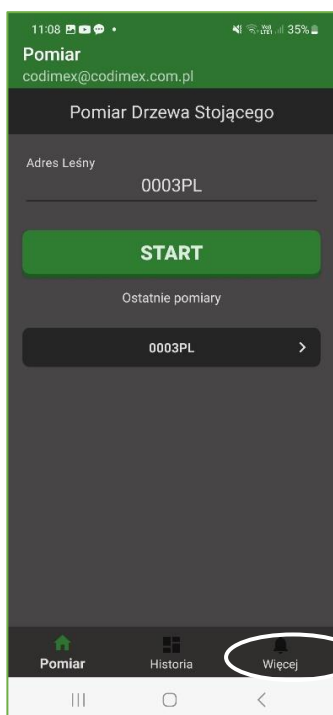 11:08 35%
Pomiar
codimex@codimex.com.pl
Pomiar Drzewa Stojącego
Adres Leśny
0003PL
START
Ostatnie pomiary
0003PL
Pomiar Historia Więcej